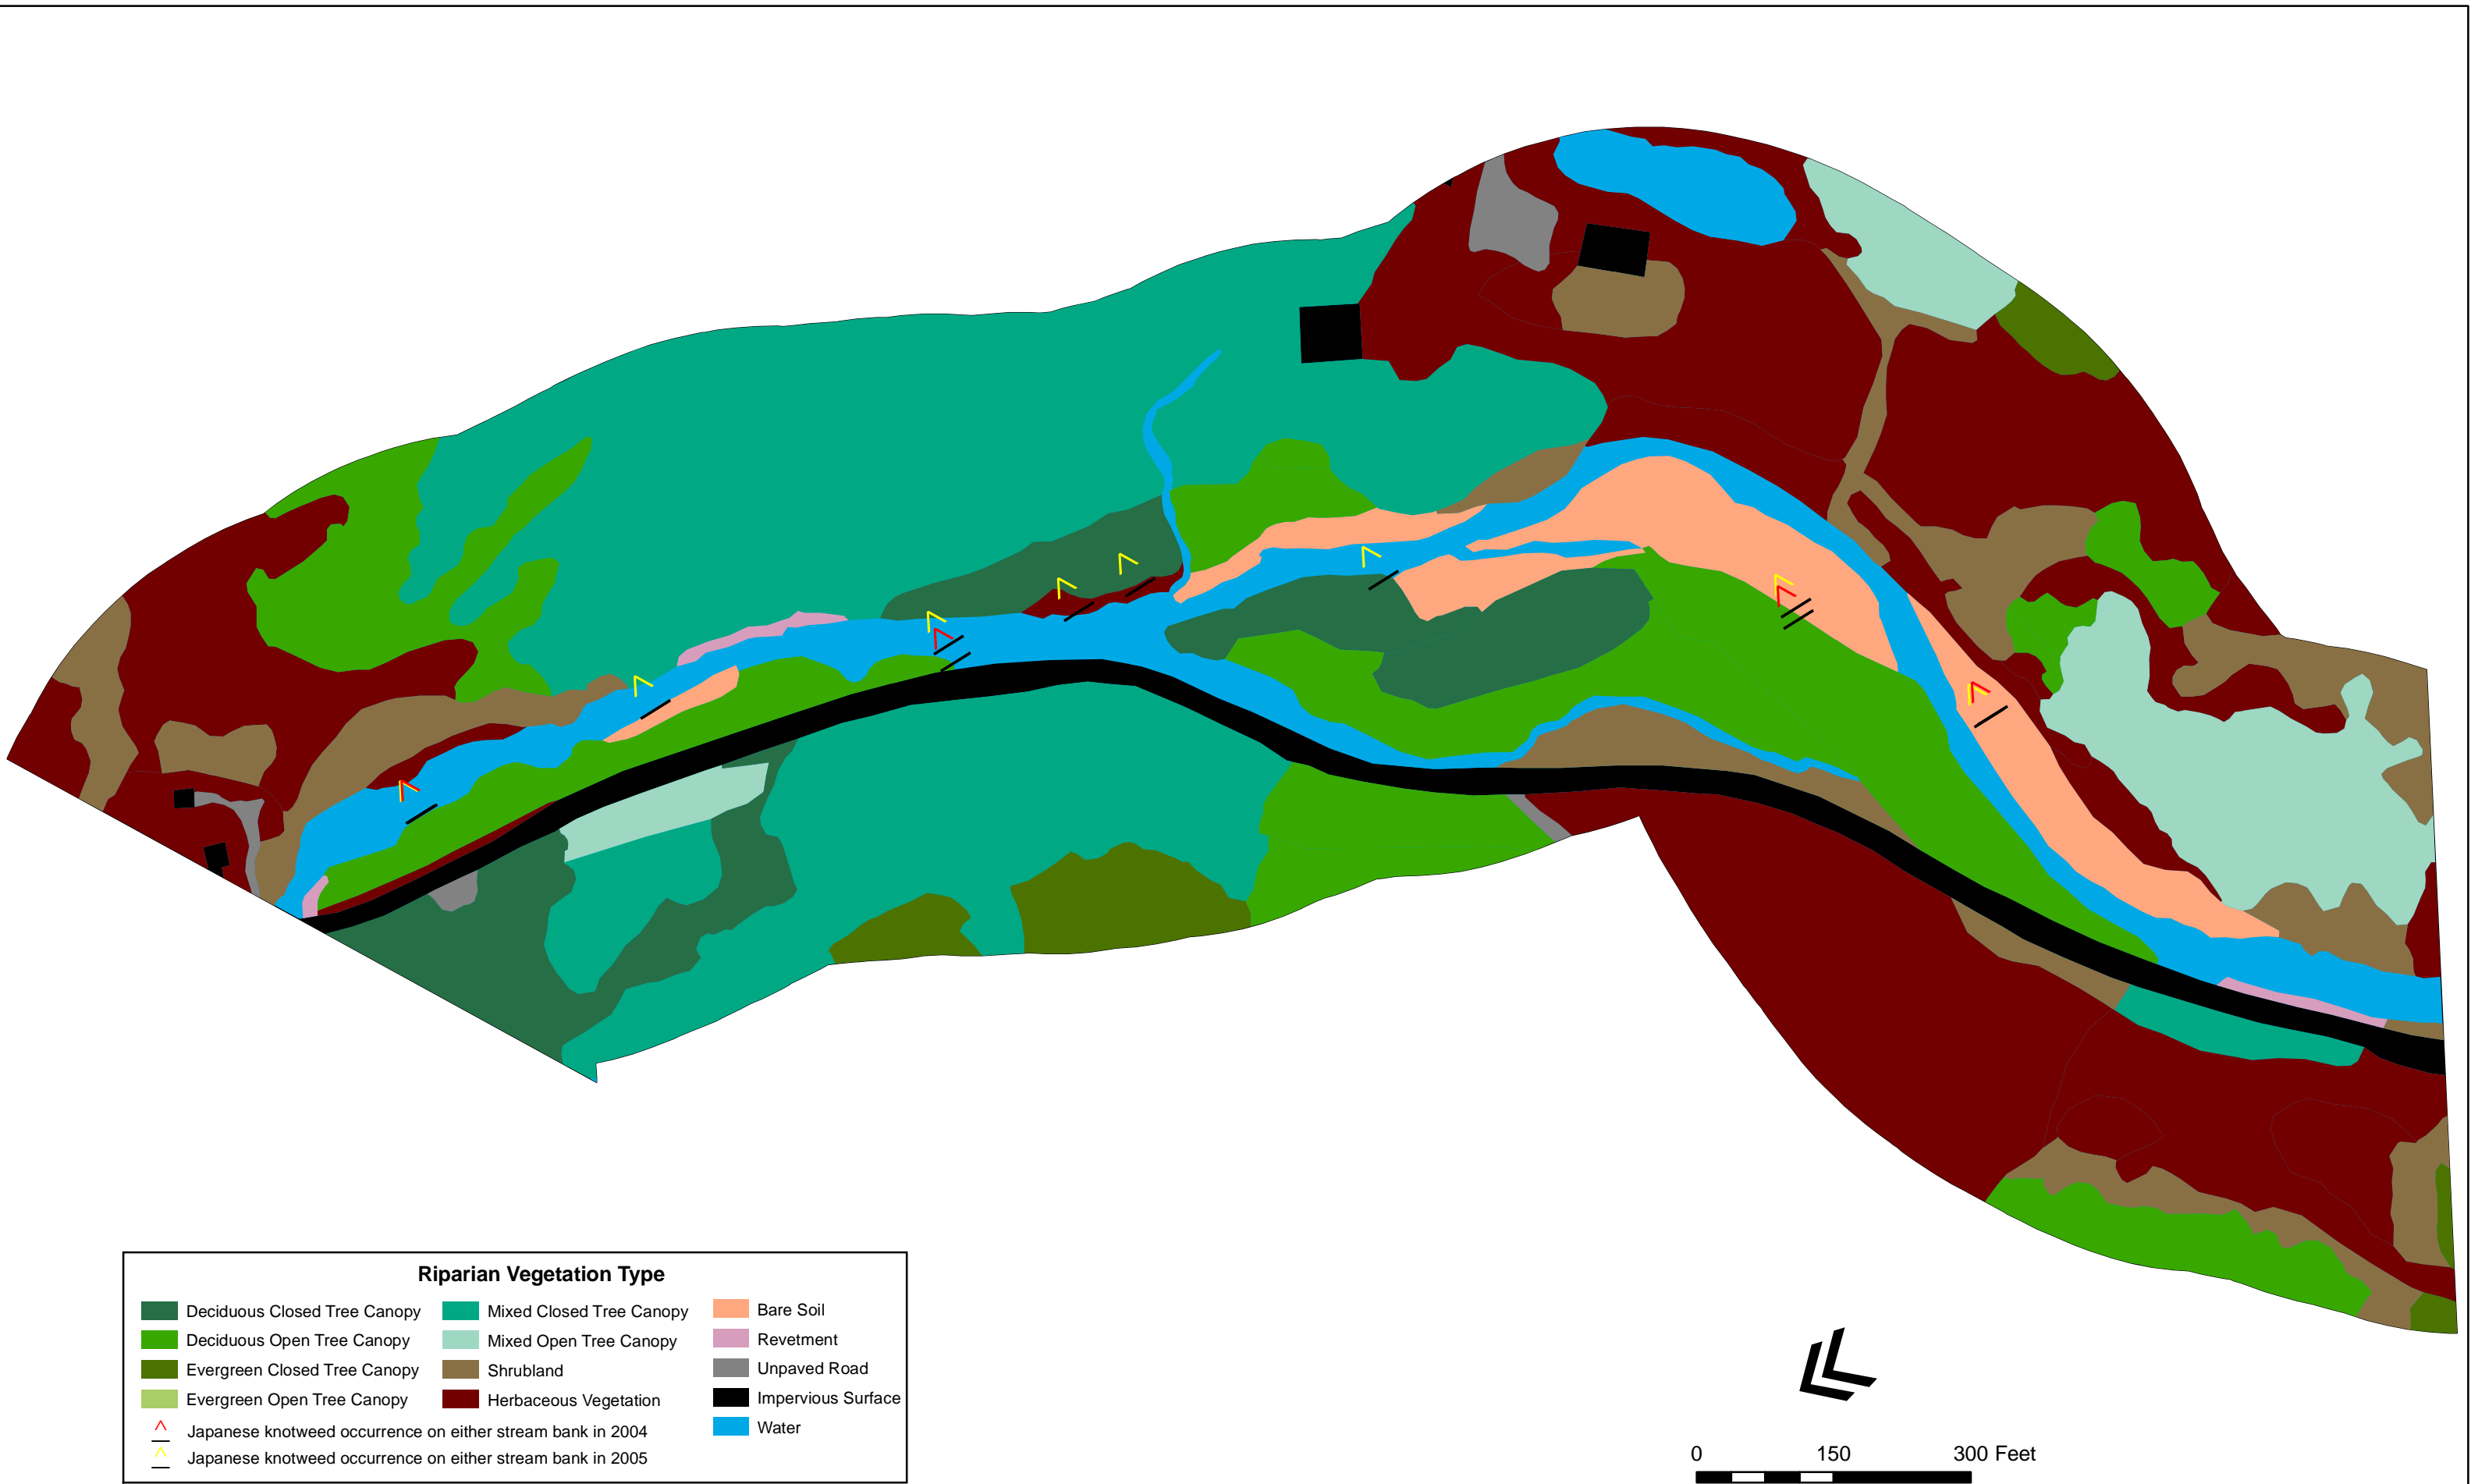 Riparian Vegetation Type
Deciduous Closed Tree Canopy
Deciduous Open Tree Canopy
Evergreen Closed Tree Canopy
Evergreen Open Tree Canopy
Mixed Closed Tree Canopy
Mixed Open Tree Canopy
Shrubland
Herbaceous Vegetation
Bare Soil
Revetment
Unpaved Road
Impervious Surface
Water
Japanese knotweed occurrence on either stream bank in 2004
Japanese knotweed occurrence on either stream bank in 2005
0 150 300 Feet